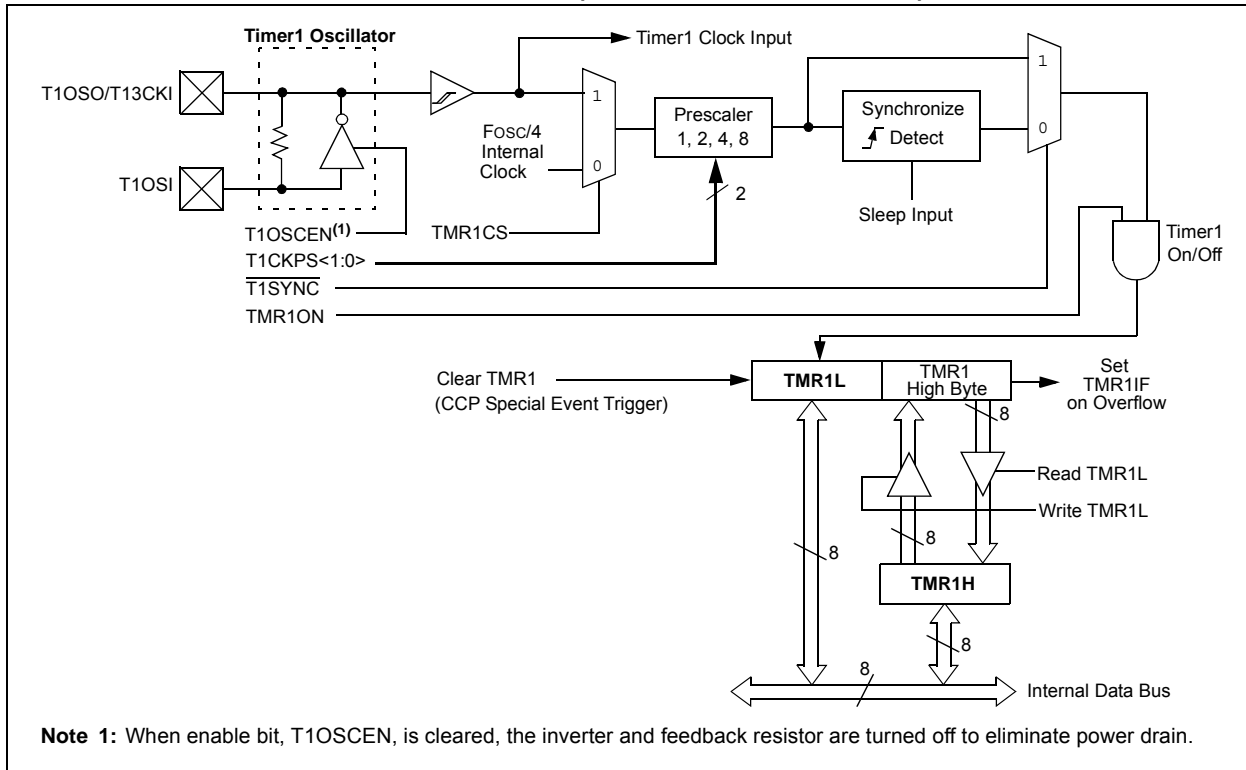 Timer1 Oscillator
Timer1 Clock Input
1
T1OSO/T13CKI
1
FOSC/4
Internal
Clock
0
Prescaler
1, 2, 4, 8
Synchronize
Detect
0
T1OSI
2
Sleep Input
T1OSCEN(1)
TMR1CS
Timer1
On/Off
T1CKPS<1:0>
T1SYNC
TMR1ON
Clear TMR1
(CCP Special Event Trigger)
TMR1L
TMR1
High Byte
Set
TMR1IF
on Overflow
8
Read TMR1L
Write TMR1L
8
8
TMR1H
8
8
Internal Data Bus
Note 1: When enable bit, T1OSCEN, is cleared, the inverter and feedback resistor are turned off to eliminate power drain.